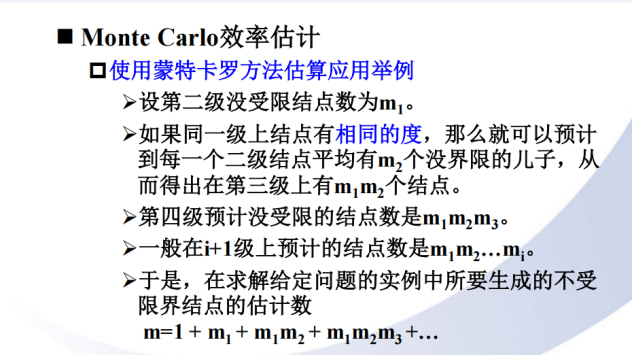 ■ Monte Carlo效率估计
❑使用蒙特卡罗方法估算应用举例
➢设第二级没受限结点数为m₁。
➢如果同一级上结点有相同的度，那么就可以预计
到每一个二级结点平均有m₂个没界限的儿子，从
而得出在第三级上有m₁m₂个结点。
➢第四级预计没受限的结点数是m₁m₂m₃。
➢一般在i+1级上预计的结点数是m₁m₂…mᵢ。
➢于是，在求解给定问题的实例中所要生成的不受
限界结点的估计数
m=1 + m₁ + m₁m₂ + m₁m₂m₃ +…